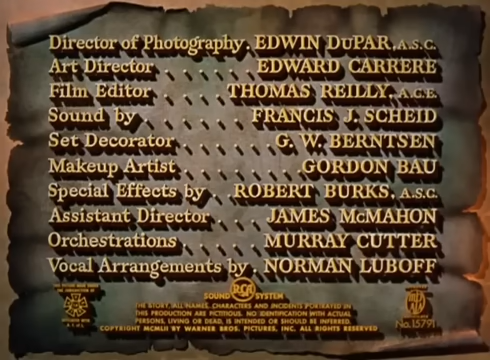 Director of Photography. EDWIN DuPAR, A.S.C.
Art Director . . . . . EDWARD CARRERE
Film Editor . . . . THOMAS REILLY, A.C.E.
Sound by . . . . . FRANCIS J. SCHEID
Set Decorator . . . . . G. W. BERNTSEN
Makeup Artist . . . . . GORDON BAU
Special Effects by . . ROBERT BURKS, A.S.C.
Assistant Director . . . JAMES McMAHON
Orchestrations . . . . MURRAY CUTTER
Vocal Arrangements by . NORMAN LUBOFF
SOUND RCA SYSTEM
THE STORY, ALL NAMES, CHARACTERS AND INCIDENTS PORTRAYED IN
THIS PRODUCTION ARE FICTITIOUS. NO IDENTIFICATION WITH ACTUAL
PERSONS, LIVING OR DEAD, IS INTENDED OR SHOULD BE INFERRED.
COPYRIGHT MCMLII BY WARNER BROS. PICTURES, INC. ALL RIGHTS RESERVED
No. 15791